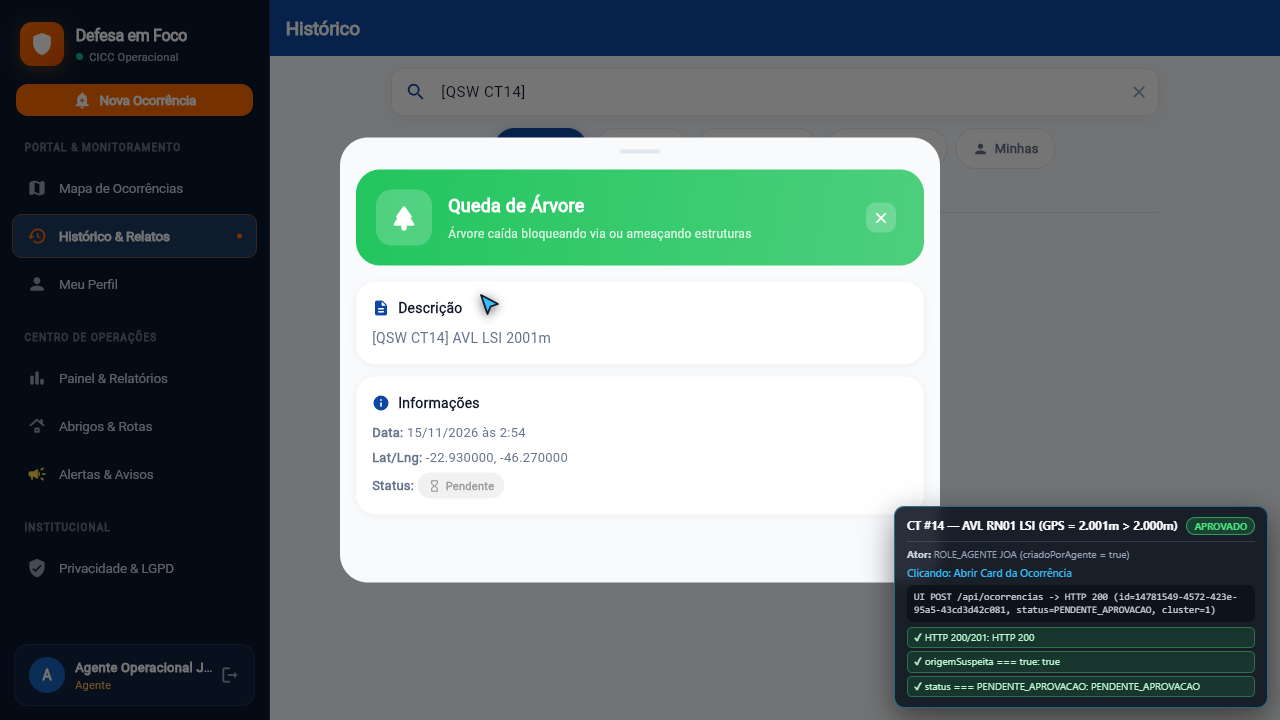 Defesa em Foco
CICC Operacional
Nova Ocorrência
PORTAL & MONITORAMENTO
Mapa de Ocorrências
Histórico & Relatos
Meu Perfil
CENTRO DE OPERAÇÕES
Painel & Relatórios
Abrigos & Rotas
Alertas & Avisos
INSTITUCIONAL
Privacidade & LGPD
A
Agente Operacional J...
Agente
Histórico
[QSW CT14]
Minhas
Queda de Árvore
Árvore caída bloqueando via ou ameaçando estruturas
Descrição
[QSW CT14] AVL LSI 2001m
Informações
Data: 15/11/2026 às 2:54
Lat/Lng: -22.930000, -46.270000
Status: Pendente
CT #14 — AVL RN01 LSI (GPS = 2.001m > 2.000m) APROVADO
Ator: ROLE_AGENTE JOA (criadoPorAgente = true)
Clicando: Abrir Card da Ocorrência
UI POST /api/ocorrencias -> HTTP 200 (id=14781549-4572-423e-
95a5-43cd3d42c081, status=PENDENTE_APROVACAO, cluster=1)
✓ HTTP 200/201: HTTP 200
✓ origemSuspeita === true: true
✓ status === PENDENTE_APROVACAO: PENDENTE_APROVACAO